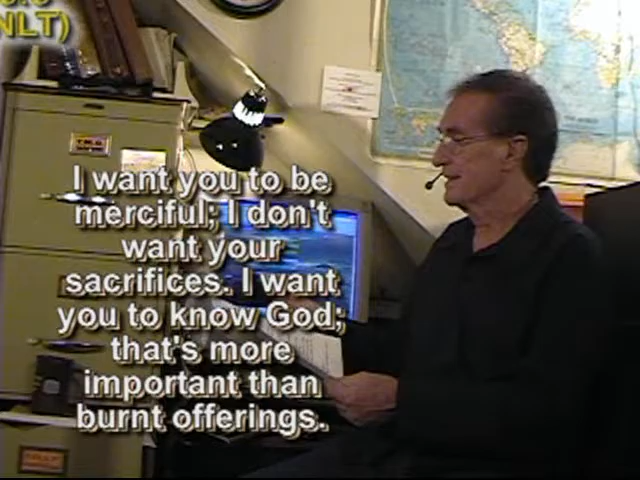 NLT)
I want you to be
merciful; I don't
want your
sacrifices. I want
you to know God;
that's more
important than
burnt offerings.